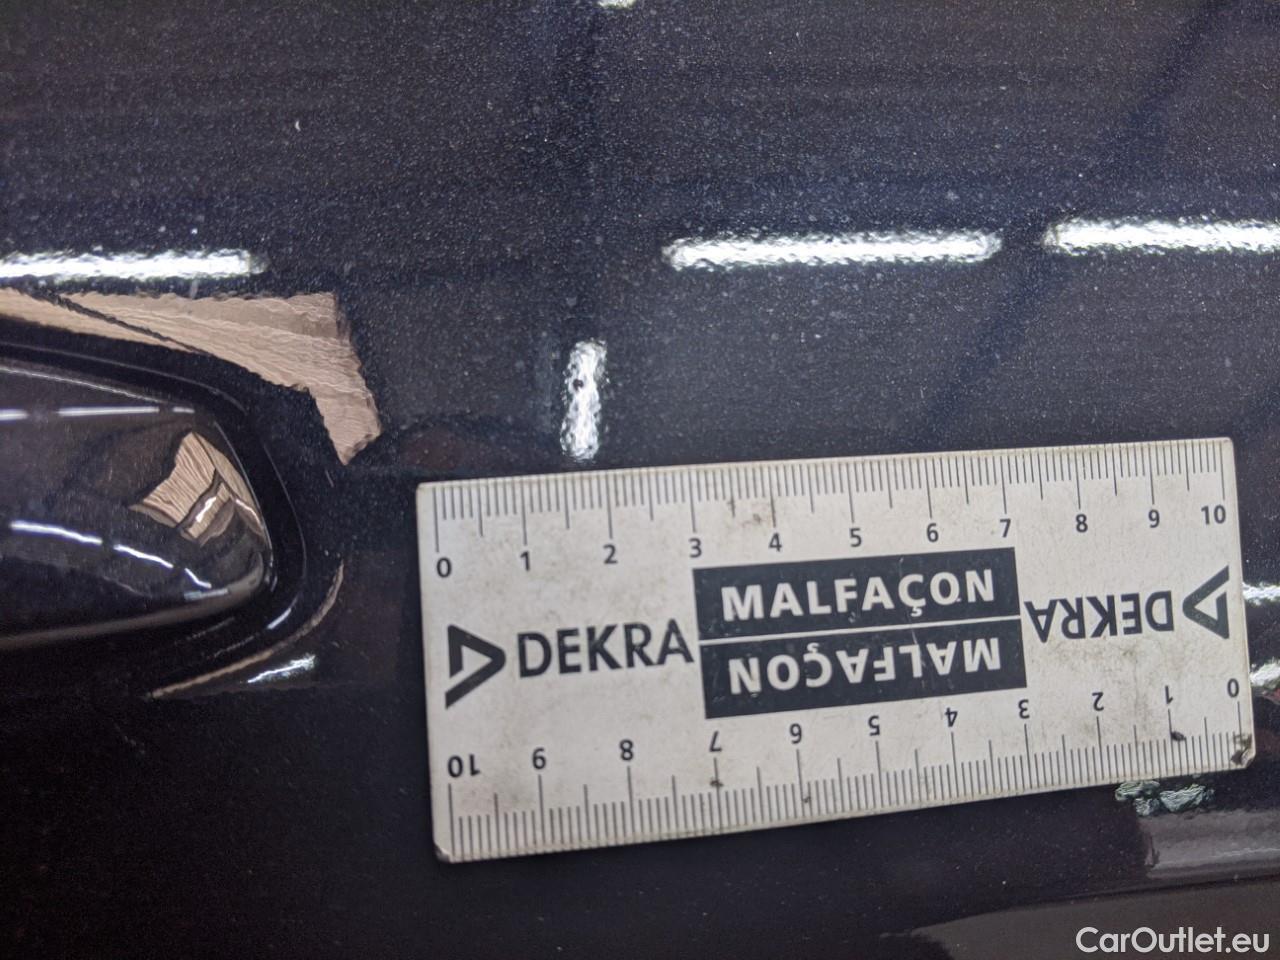 0 1 2 3 4 5 6 7 8 9 10
DEKRA MALFAÇON DEKRA
MALFAÇON
10 9 8 7 6 5 4 3 2 1 0
CarOutlet.eu